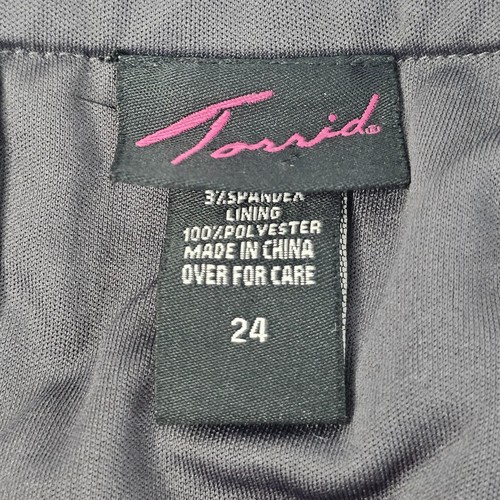 Torrid®
3%SPANDEX
LINING
100%POLYESTER
MADE IN CHINA
OVER FOR CARE
24